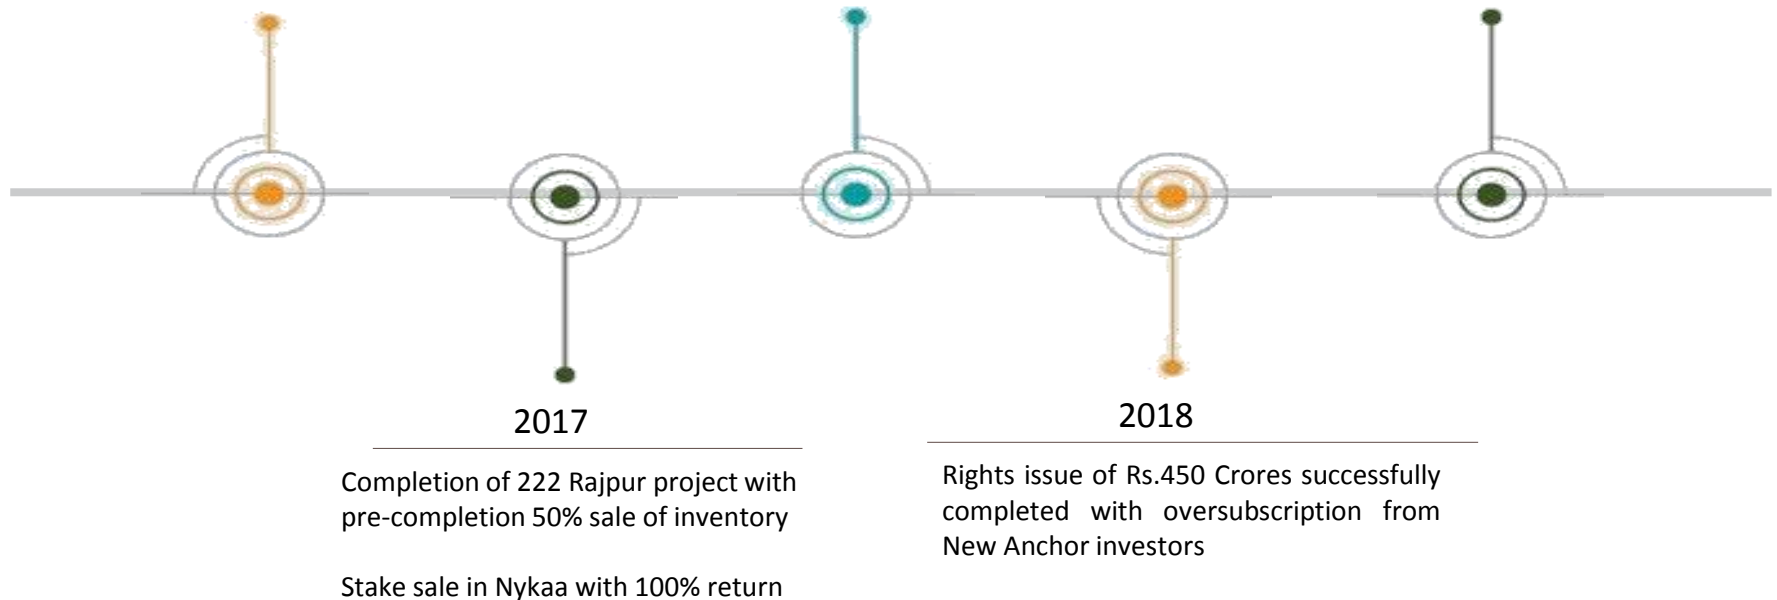 2017
Completion of 222 Rajpur project with
pre-completion 50% sale of inventory
Stake sale in Nykaa with 100% return
2018
Rights issue of Rs.450 Crores successfully
completed with oversubscription from
New Anchor investors